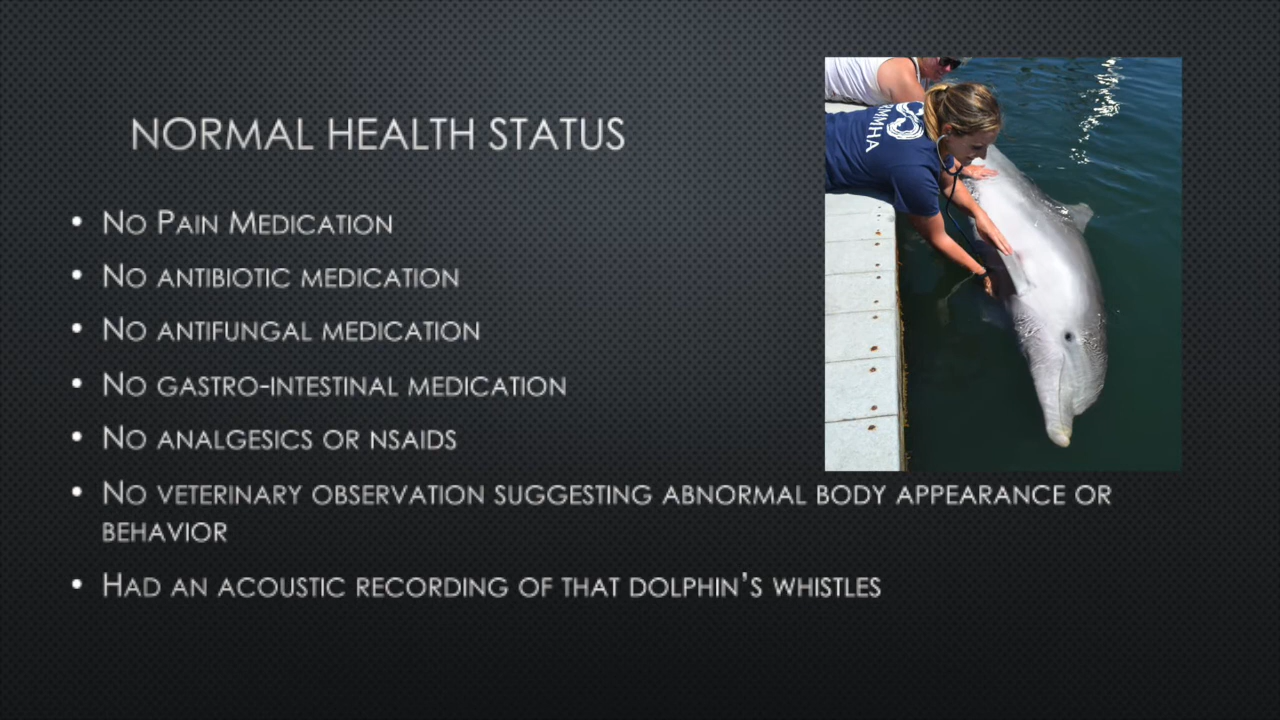 NORMAL HEALTH STATUS
• NO PAIN MEDICATION
• NO ANTIBIOTIC MEDICATION
• NO ANTIFUNGAL MEDICATION
• NO GASTRO-INTESTINAL MEDICATION
• NO ANALGESICS OR NSAIDS
• NO VETERINARY OBSERVATION SUGGESTING ABNORMAL BODY APPEARANCE OR
BEHAVIOR
• HAD AN ACOUSTIC RECORDING OF THAT DOLPHIN'S WHISTLES
RMMHA